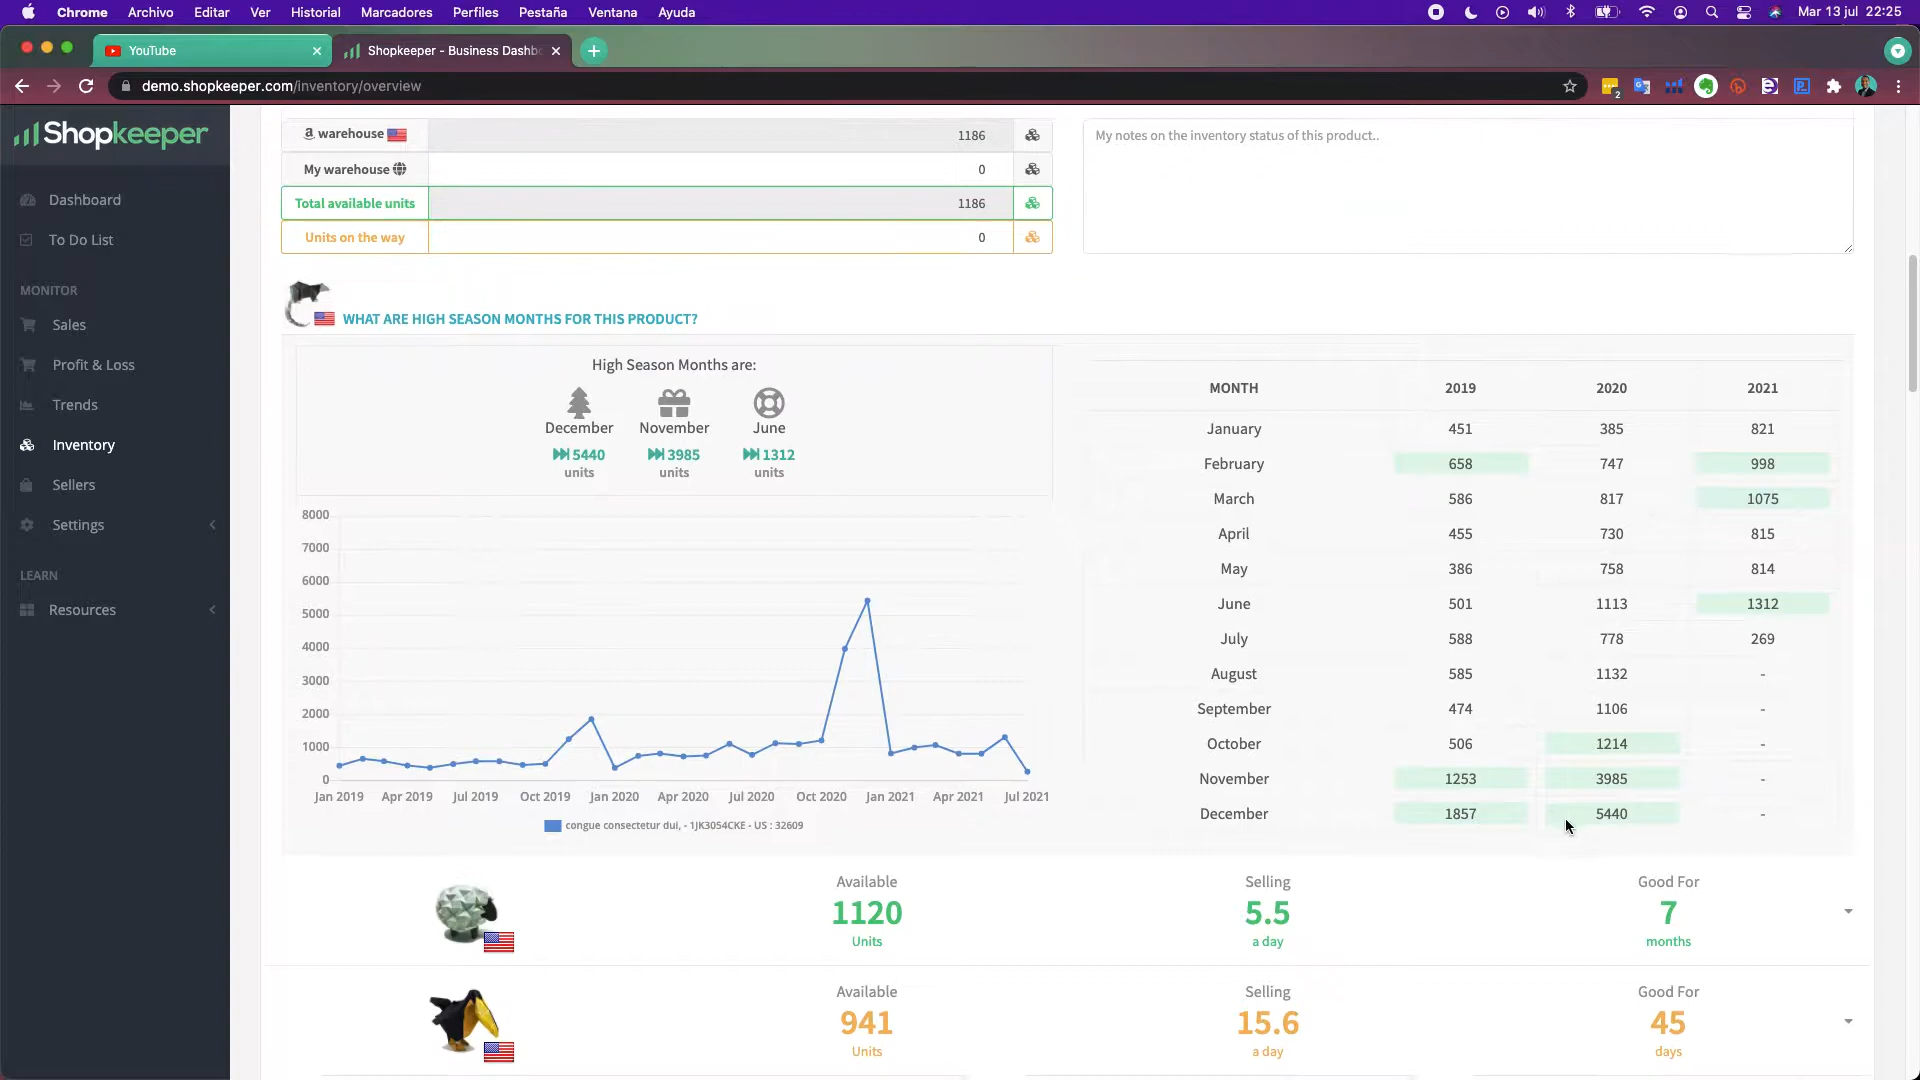 Chrome Archivo Editar Ver Historial Marcadores Perfiles Pestaña Ventana Ayuda Mar 13 jul 22:25
YouTube Shopkeeper - Business Dashb
demo.shopkeeper.com/inventory/overview 2
Shopkeeper
Dashboard
To Do List
MONITOR
Sales
Profit & Loss
Trends
Inventory
Sellers
Settings
LEARN
Resources
warehouse 1186
My warehouse 0
Total available units 1186
Units on the way 0
My notes on the inventory status of this product..
WHAT ARE HIGH SEASON MONTHS FOR THIS PRODUCT?
High Season Months are:
December November June
5440 3985 1312
units units units
8000
7000
6000
5000
4000
3000
2000
1000
0
Jan 2019 Apr 2019 Jul 2019 Oct 2019 Jan 2020 Apr 2020 Jul 2020 Oct 2020 Jan 2021 Apr 2021 Jul 2021
congue consectetur dui, - 1JK3054CKE - US : 32609
MONTH 2019 2020 2021
January 451 385 821
February 658 747 998
March 586 817 1075
April 455 730 815
May 386 758 814
June 501 1113 1312
July 588 778 269
August 585 1132 -
September 474 1106 -
October 506 1214 -
November 1253 3985 -
December 1857 5440 -
Available Selling Good For
1120 5.5 7
Units a day months
Available Selling Good For
941 15.6 45
Units a day days